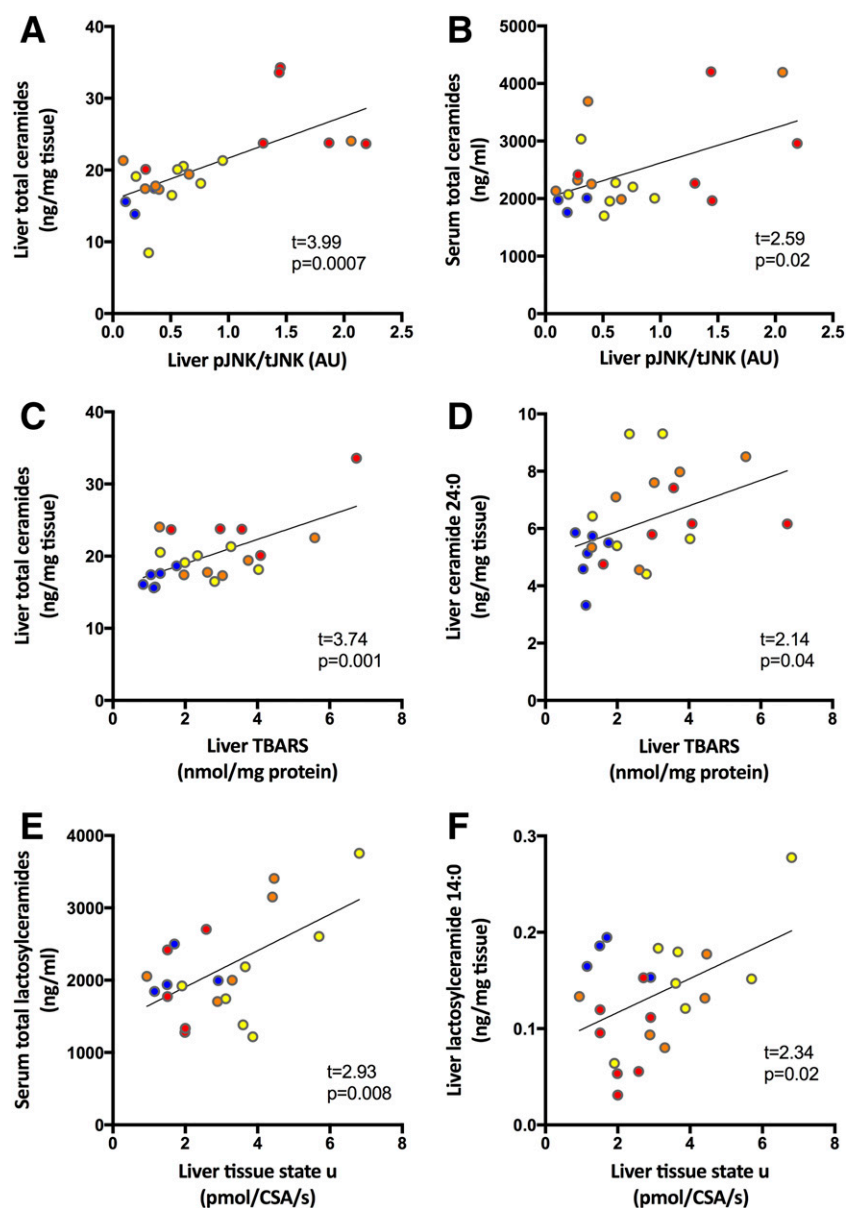 A
Liver total ceramides
(ng/mg tissue)
40
30
20
10
0
0.0 0.5 1.0 1.5 2.0 2.5
t=3.99
p=0.0007
Liver pJNK/tJNK (AU)
B
Serum total ceramides
(ng/ml)
5000
4000
3000
2000
1000
0
0.0 0.5 1.0 1.5 2.0 2.5
t=2.59
p=0.02
Liver pJNK/tJNK (AU)
C
Liver total ceramides
(ng/mg tissue)
40
30
20
10
0
0 2 4 6 8
t=3.74
p=0.001
Liver TBARS
(nmol/mg protein)
D
Liver ceramide 24:0
(ng/mg tissue)
10
8
6
4
2
0
0 2 4 6 8
t=2.14
p=0.04
Liver TBARS
(nmol/mg protein)
E
Serum total lactosylceramides
(ng/ml)
4000
3000
2000
1000
0
0 2 4 6 8
t=2.93
p=0.008
Liver tissue state u
(pmol/CSA/s)
F
Liver lactosylceramide 14:0
(ng/mg tissue)
0.3
0.2
0.1
0.0
0 2 4 6 8
t=2.34
p=0.02
Liver tissue state u
(pmol/CSA/s)